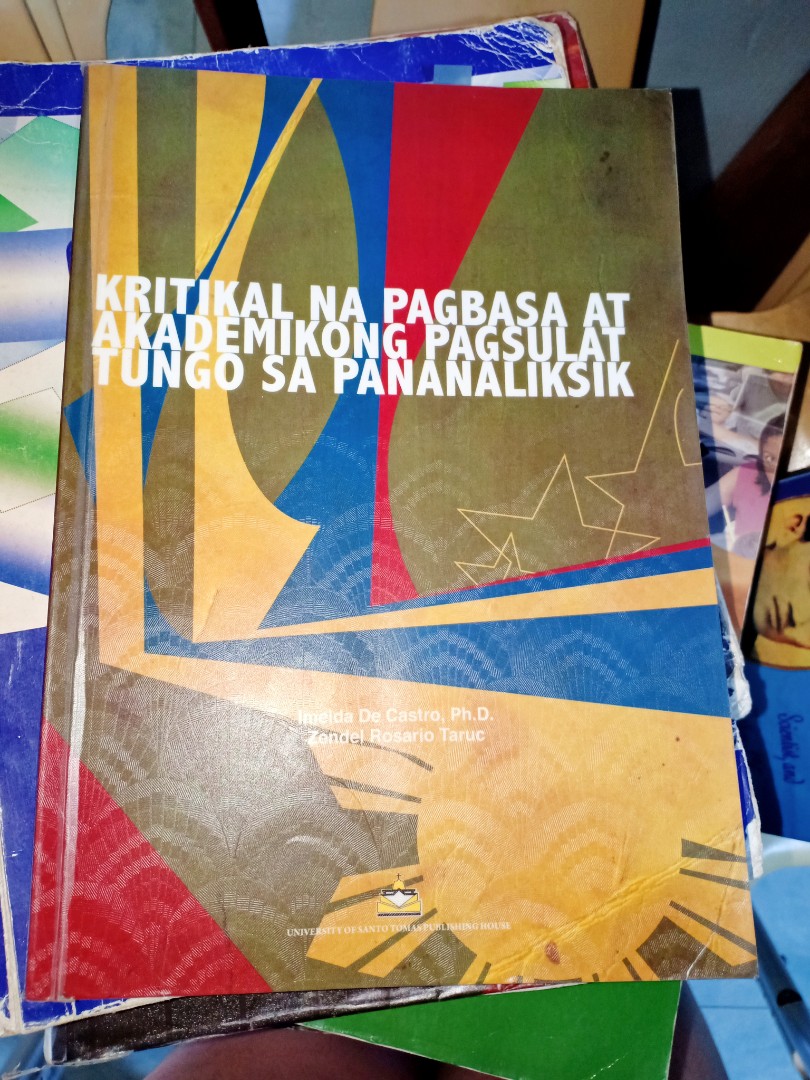 KRITIKAL NA PAGBASA AT
AKADEMIKONG PAGSULAT
TUNGO SA PANANALIKSIK
Imelda De Castro, Ph.D.
Zendel Rosario Taruc
UNIVERSITY OF SANTO TOMAS PUBLISHING HOUSE